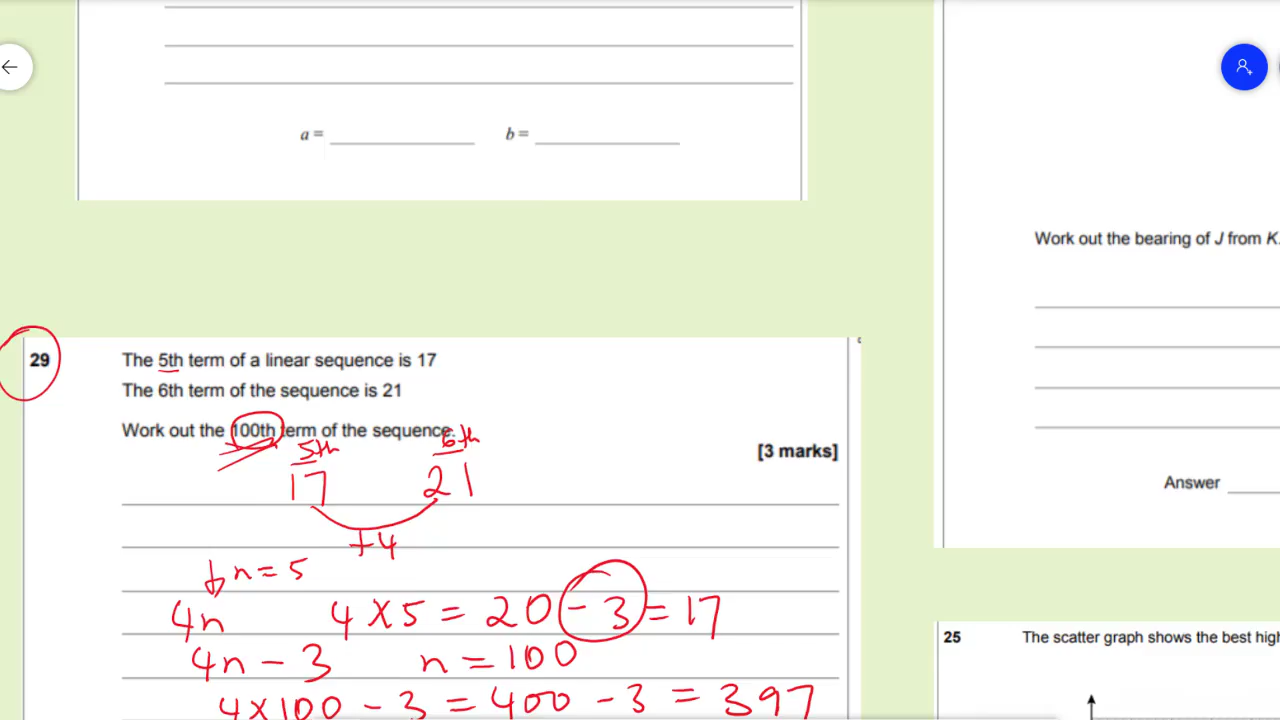 a = b =
29 The 5th term of a linear sequence is 17
The 6th term of the sequence is 21
Work out the 100th term of the sequence.
[3 marks]
5th 6th
17 21
+4
n = 5
4n 4 × 5 = 20 - 3 = 17
4n - 3 n = 100
4 × 100 - 3 = 400 - 3 = 397
Work out the bearing of J from K.
Answer
25 The scatter graph shows the best hig